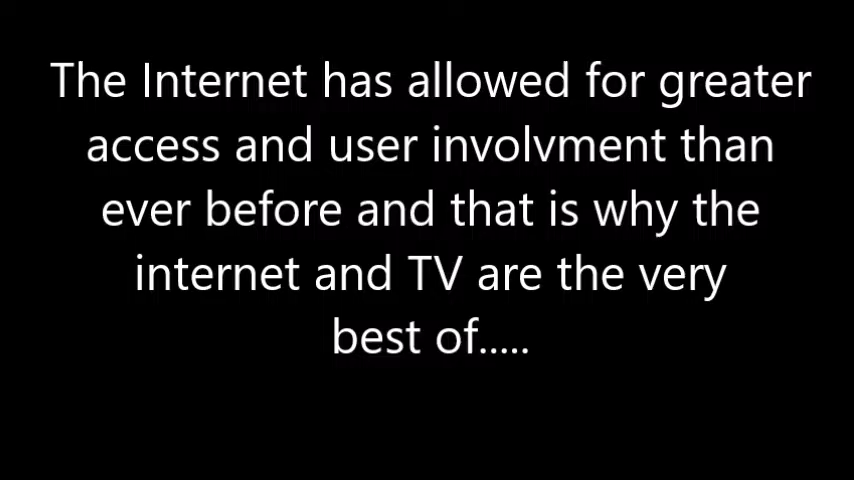 The Internet has allowed for greater
access and user involvment than
ever before and that is why the
internet and TV are the very
best of.....